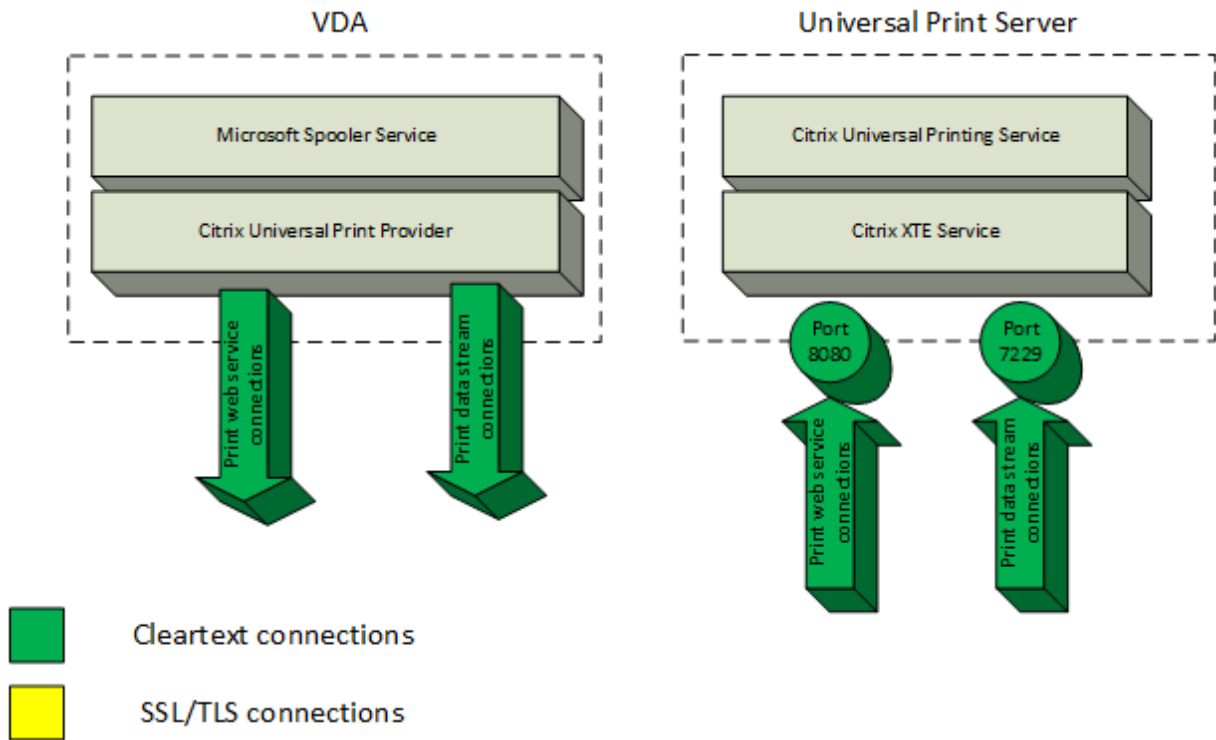 VDA
Universal Print Server
Microsoft Spooler Service
Citrix Universal Print Provider
Citrix Universal Printing Service
Citrix XTE Service
Print web service
connections
Print data stream
connections
Port
8080
Port
7229
Print web service
connections
Print data stream
connections
Cleartext connections
SSL/TLS connections